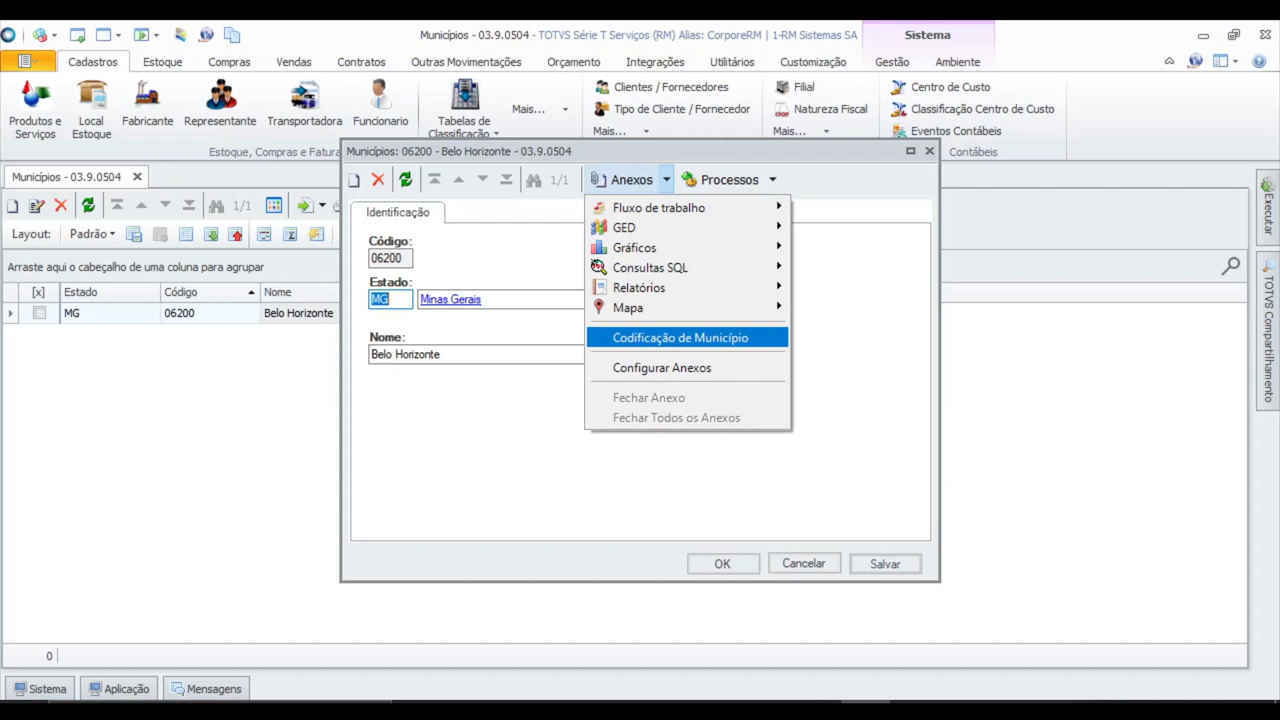 Municípios - 03.9.0504 - TOTVS Série T Serviços (RM) Alias: CorporeRM | 1-RM Sistemas SA
Sistema
Cadastros Estoque Compras Vendas Contratos Outras Movimentações Orçamento Integrações Utilitários Customização Gestão Ambiente
Produtos e Serviços
Local Estoque
Fabricante
Representante
Transportadora
Funcionario
Tabelas de Classificação
Mais...
Clientes / Fornecedores
Tipo de Cliente / Fornecedor
Mais...
Filial
Natureza Fiscal
Mais...
Centro de Custo
Classificação Centro de Custo
Eventos Contábeis
Estoque, Compras e Fatura
Contábeis
Municípios - 03.9.0504
1/1
Layout: Padrão
Arraste aqui o cabeçalho de uma coluna para agrupar
[x] Estado Código Nome
MG 06200 Belo Horizonte
Municípios: 06200 - Belo Horizonte - 03.9.0504
1/1 Anexos Processos
Identificação
Código:
06200
Estado:
MG Minas Gerais
Nome:
Belo Horizonte
Fluxo de trabalho
GED
Gráficos
Consultas SQL
Relatórios
Mapa
Codificação de Município
Configurar Anexos
Fechar Anexo
Fechar Todos os Anexos
OK Cancelar Salvar
Executar
TOTVS Compartilhamento
0
Sistema Aplicação Mensagens